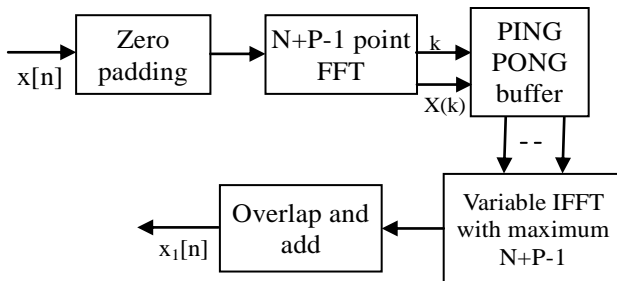 x[n]
Zero
padding
N+P-1 point
FFT
k
X(k)
PING
PONG
buffer
--
Variable IFFT
with maximum
N+P-1
Overlap and
add
x₁[n]